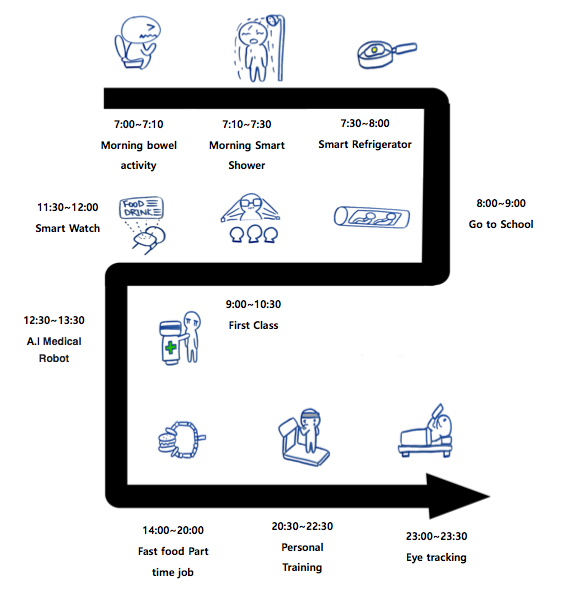 7:00~7:10
Morning bowel
activity
7:10~7:30
Morning Smart
Shower
7:30~8:00
Smart Refrigerator
8:00~9:00
Go to School
11:30~12:00
Smart Watch
FOOD
DRINK
9:00~10:30
First Class
12:30~13:30
A.I Medical
Robot
14:00~20:00
Fast food Part
time job
20:30~22:30
Personal
Training
23:00~23:30
Eye tracking